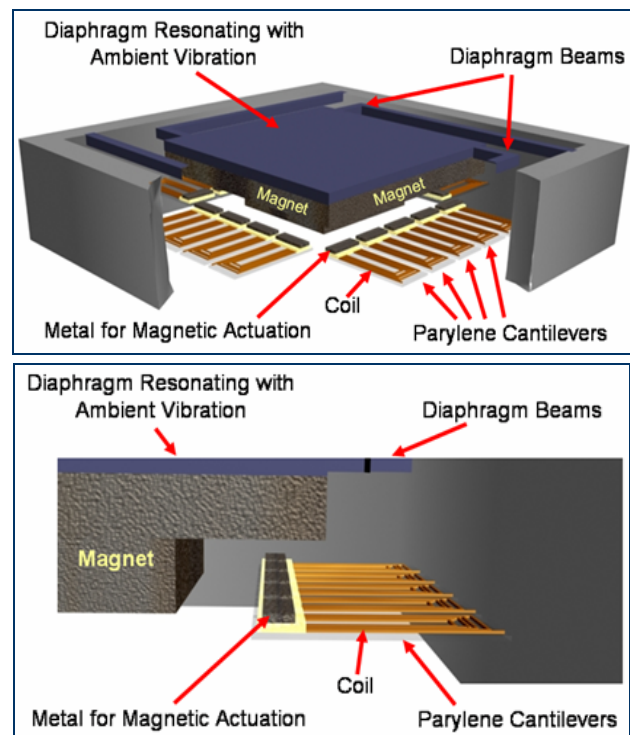 Diaphragm Resonating with
Ambient Vibration
Diaphragm Beams
Magnet
Magnet
Coil
Metal for Magnetic Actuation
Parylene Cantilevers
Diaphragm Resonating with
Ambient Vibration
Diaphragm Beams
Magnet
Coil
Metal for Magnetic Actuation
Parylene Cantilevers